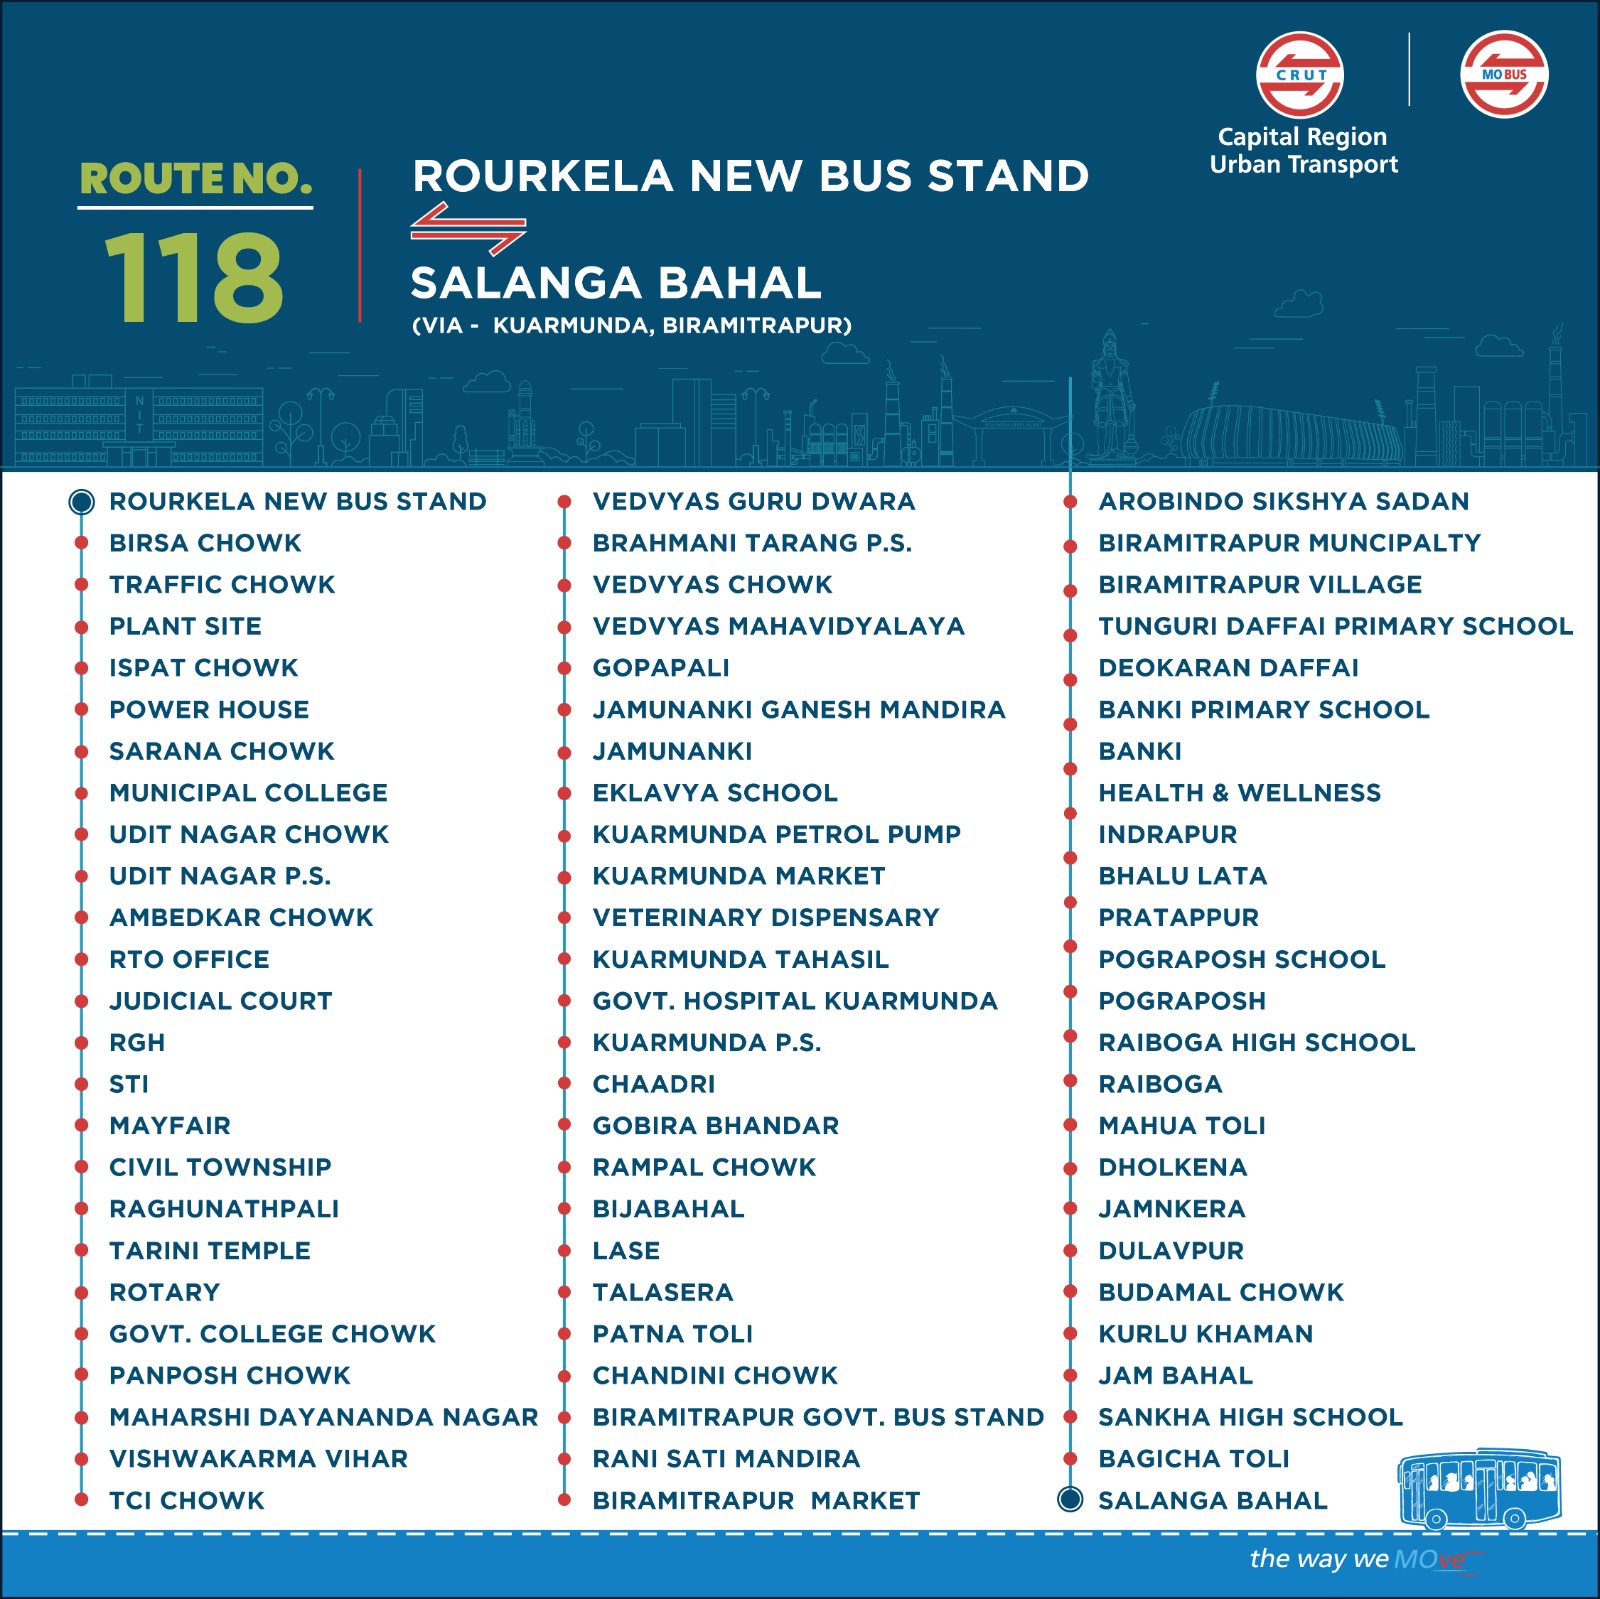 CRUT
MO BUS
Capital Region
Urban Transport
ROUTE NO.
118
ROURKELA NEW BUS STAND
SALANGA BAHAL
(VIA - KUARMUNDA, BIRAMITRAPUR)
NIT
ROURKELA NEW BUS STAND
BIRSA CHOWK
TRAFFIC CHOWK
PLANT SITE
ISPAT CHOWK
POWER HOUSE
SARANA CHOWK
MUNICIPAL COLLEGE
UDIT NAGAR CHOWK
UDIT NAGAR P.S.
AMBEDKAR CHOWK
RTO OFFICE
JUDICIAL COURT
RGH
STI
MAYFAIR
CIVIL TOWNSHIP
RAGHUNATHPALI
TARINI TEMPLE
ROTARY
GOVT. COLLEGE CHOWK
PANPOSH CHOWK
MAHARSHI DAYANANDA NAGAR
VISHWAKARMA VIHAR
TCI CHOWK
VEDVYAS GURU DWARA
BRAHMANI TARANG P.S.
VEDVYAS CHOWK
VEDVYAS MAHAVIDYALAYA
GOPAPALI
JAMUNANKI GANESH MANDIRA
JAMUNANKI
EKLAVYA SCHOOL
KUARMUNDA PETROL PUMP
KUARMUNDA MARKET
VETERINARY DISPENSARY
KUARMUNDA TAHASIL
GOVT. HOSPITAL KUARMUNDA
KUARMUNDA P.S.
CHAADRI
GOBIRA BHANDAR
RAMPAL CHOWK
BIJABAHAL
LASE
TALASERA
PATNA TOLI
CHANDINI CHOWK
BIRAMITRAPUR GOVT. BUS STAND
RANI SATI MANDIRA
BIRAMITRAPUR MARKET
AROBINDO SIKSHYA SADAN
BIRAMITRAPUR MUNCIPALTY
BIRAMITRAPUR VILLAGE
TUNGURI DAFFAI PRIMARY SCHOOL
DEOKARAN DAFFAI
BANKI PRIMARY SCHOOL
BANKI
HEALTH & WELLNESS
INDRAPUR
BHALU LATA
PRATAPPUR
POGRAPOSH SCHOOL
POGRAPOSH
RAIBOGA HIGH SCHOOL
RAIBOGA
MAHUA TOLI
DHOLKENA
JAMNKERA
DULAVPUR
BUDAMAL CHOWK
KURLU KHAMAN
JAM BAHAL
SANKHA HIGH SCHOOL
BAGICHA TOLI
SALANGA BAHAL
the way we MOve